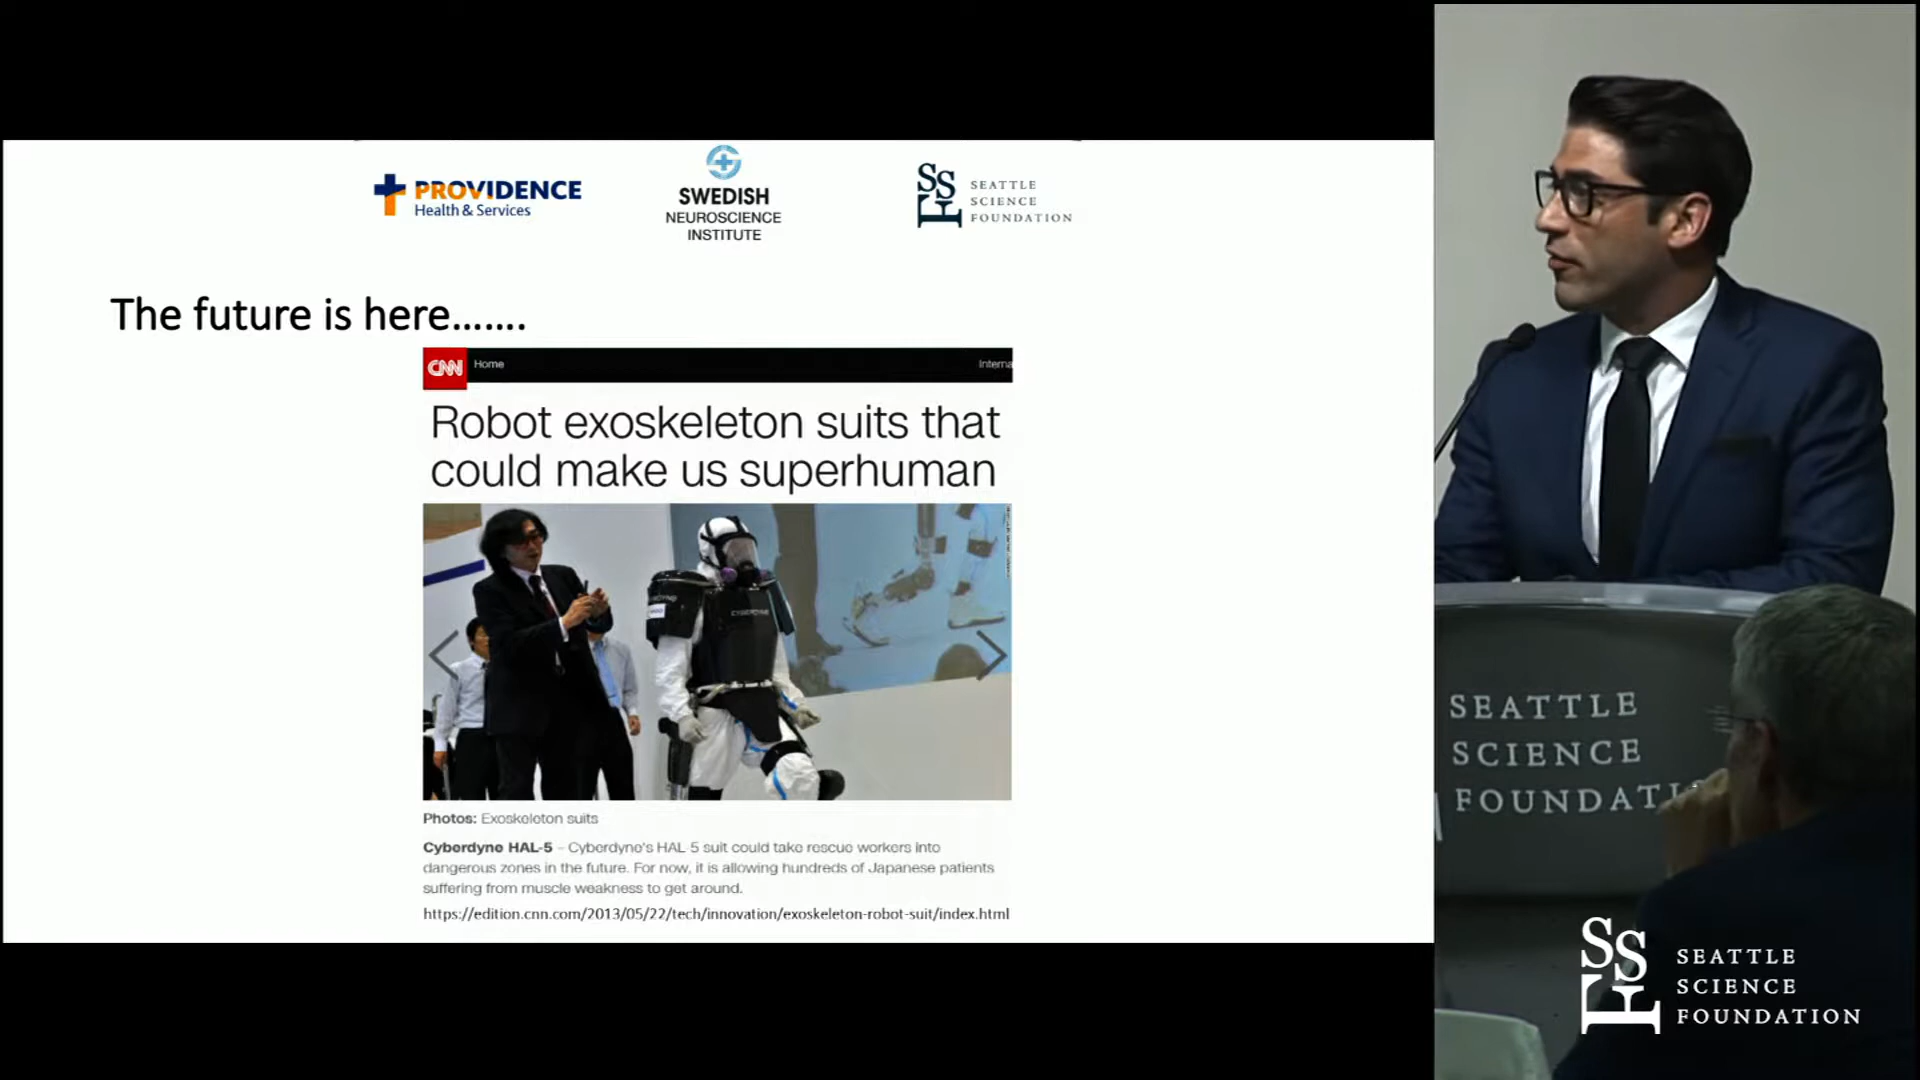 PROVIDENCE
Health & Services
SWEDISH
NEUROSCIENCE
INSTITUTE
SEATTLE
SCIENCE
FOUNDATION
The future is here.......
CNN Home Interna
Robot exoskeleton suits that
could make us superhuman
CYBERDYNE
Photos: Exoskeleton suits
Cyberdyne HAL-5 – Cyberdyne's HAL-5 suit could take rescue workers into
dangerous zones in the future. For now, it is allowing hundreds of Japanese patients
suffering from muscle weakness to get around.
https://edition.cnn.com/2013/05/22/tech/innovation/exoskeleton-robot-suit/index.html
SEATTLE
SCIENCE
FOUNDATI
SEATTLE
SCIENCE
FOUNDATION